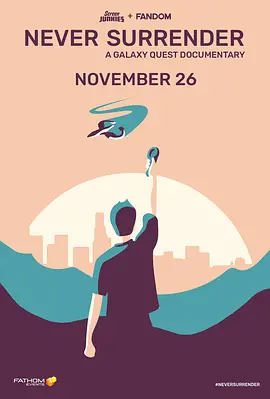 SCREEN JUNKIES + FANDOM
NEVER SURRENDER
A GALAXY QUEST DOCUMENTARY
NOVEMBER 26
FATHOM EVENTS
#NEVERSURRENDER